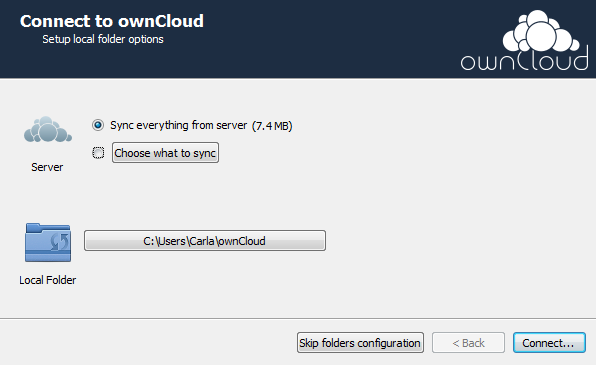 Connect to ownCloud
Setup local folder options
ownCloud
Sync everything from server (7.4 MB)
Choose what to sync
Server
C:\Users\Carla\ownCloud
Local Folder
Skip folders configuration
< Back
Connect...